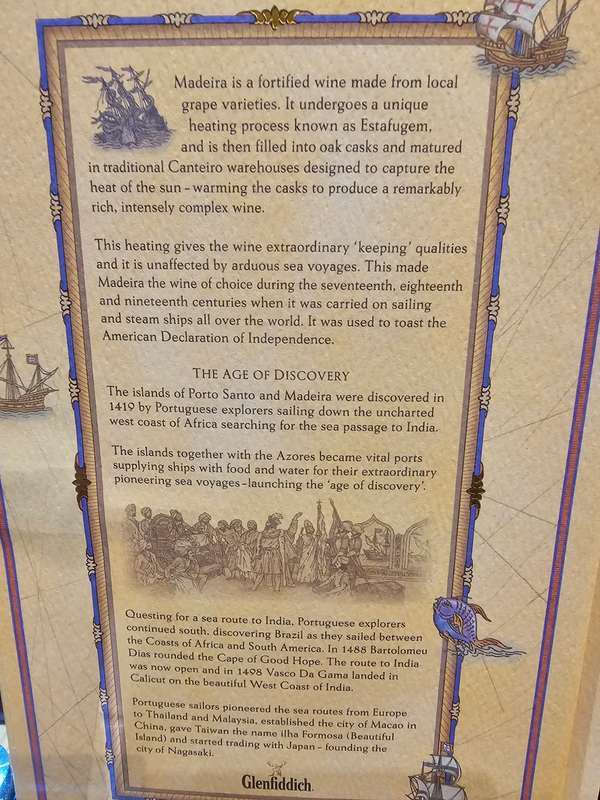 Madeira is a fortified wine made from local
grape varieties. It undergoes a unique
heating process known as Estafugem,
and is then filled into oak casks and matured
in traditional Canteiro warehouses designed to capture the
heat of the sun – warming the casks to produce a remarkably
rich, intensely complex wine.
This heating gives the wine extraordinary 'keeping' qualities
and it is unaffected by arduous sea voyages. This made
Madeira the wine of choice during the seventeenth, eighteenth
and nineteenth centuries when it was carried on sailing
and steam ships all over the world. It was used to toast the
American Declaration of Independence.
THE AGE OF DISCOVERY
The islands of Porto Santo and Madeira were discovered in
1419 by Portuguese explorers sailing down the uncharted
west coast of Africa searching for the sea passage to India.
The islands together with the Azores became vital ports
supplying ships with food and water for their extraordinary
pioneering sea voyages – launching the 'age of discovery'.
Questing for a sea route to India, Portuguese explorers
continued south, discovering Brazil as they sailed between
the Coasts of Africa and South America. In 1488 Bartolomeu
Dias rounded the Cape of Good Hope. The route to India
was now open and in 1498 Vasco Da Gama landed in
Calicut on the beautiful West Coast of India.
Portuguese sailors pioneered the sea routes from Europe
to Thailand and Malaysia, established the city of Macao in
China, gave Taiwan the name ilha Formosa (Beautiful
Island) and started trading with Japan – founding the
city of Nagasaki.
Glenfiddich.